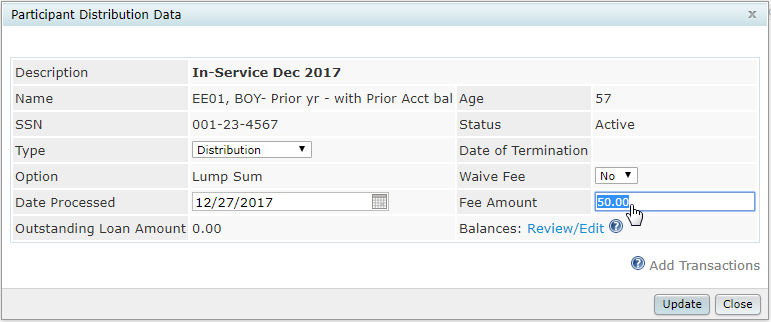 Participant Distribution Data x
Description In-Service Dec 2017
Name EE01, BOY- Prior yr - with Prior Acct bal Age 57
SSN 001-23-4567 Status Active
Type Distribution Date of Termination
Option Lump Sum Waive Fee No
Date Processed 12/27/2017 Fee Amount 50.00
Outstanding Loan Amount 0.00 Balances: Review/Edit ?
? Add Transactions
Update Close